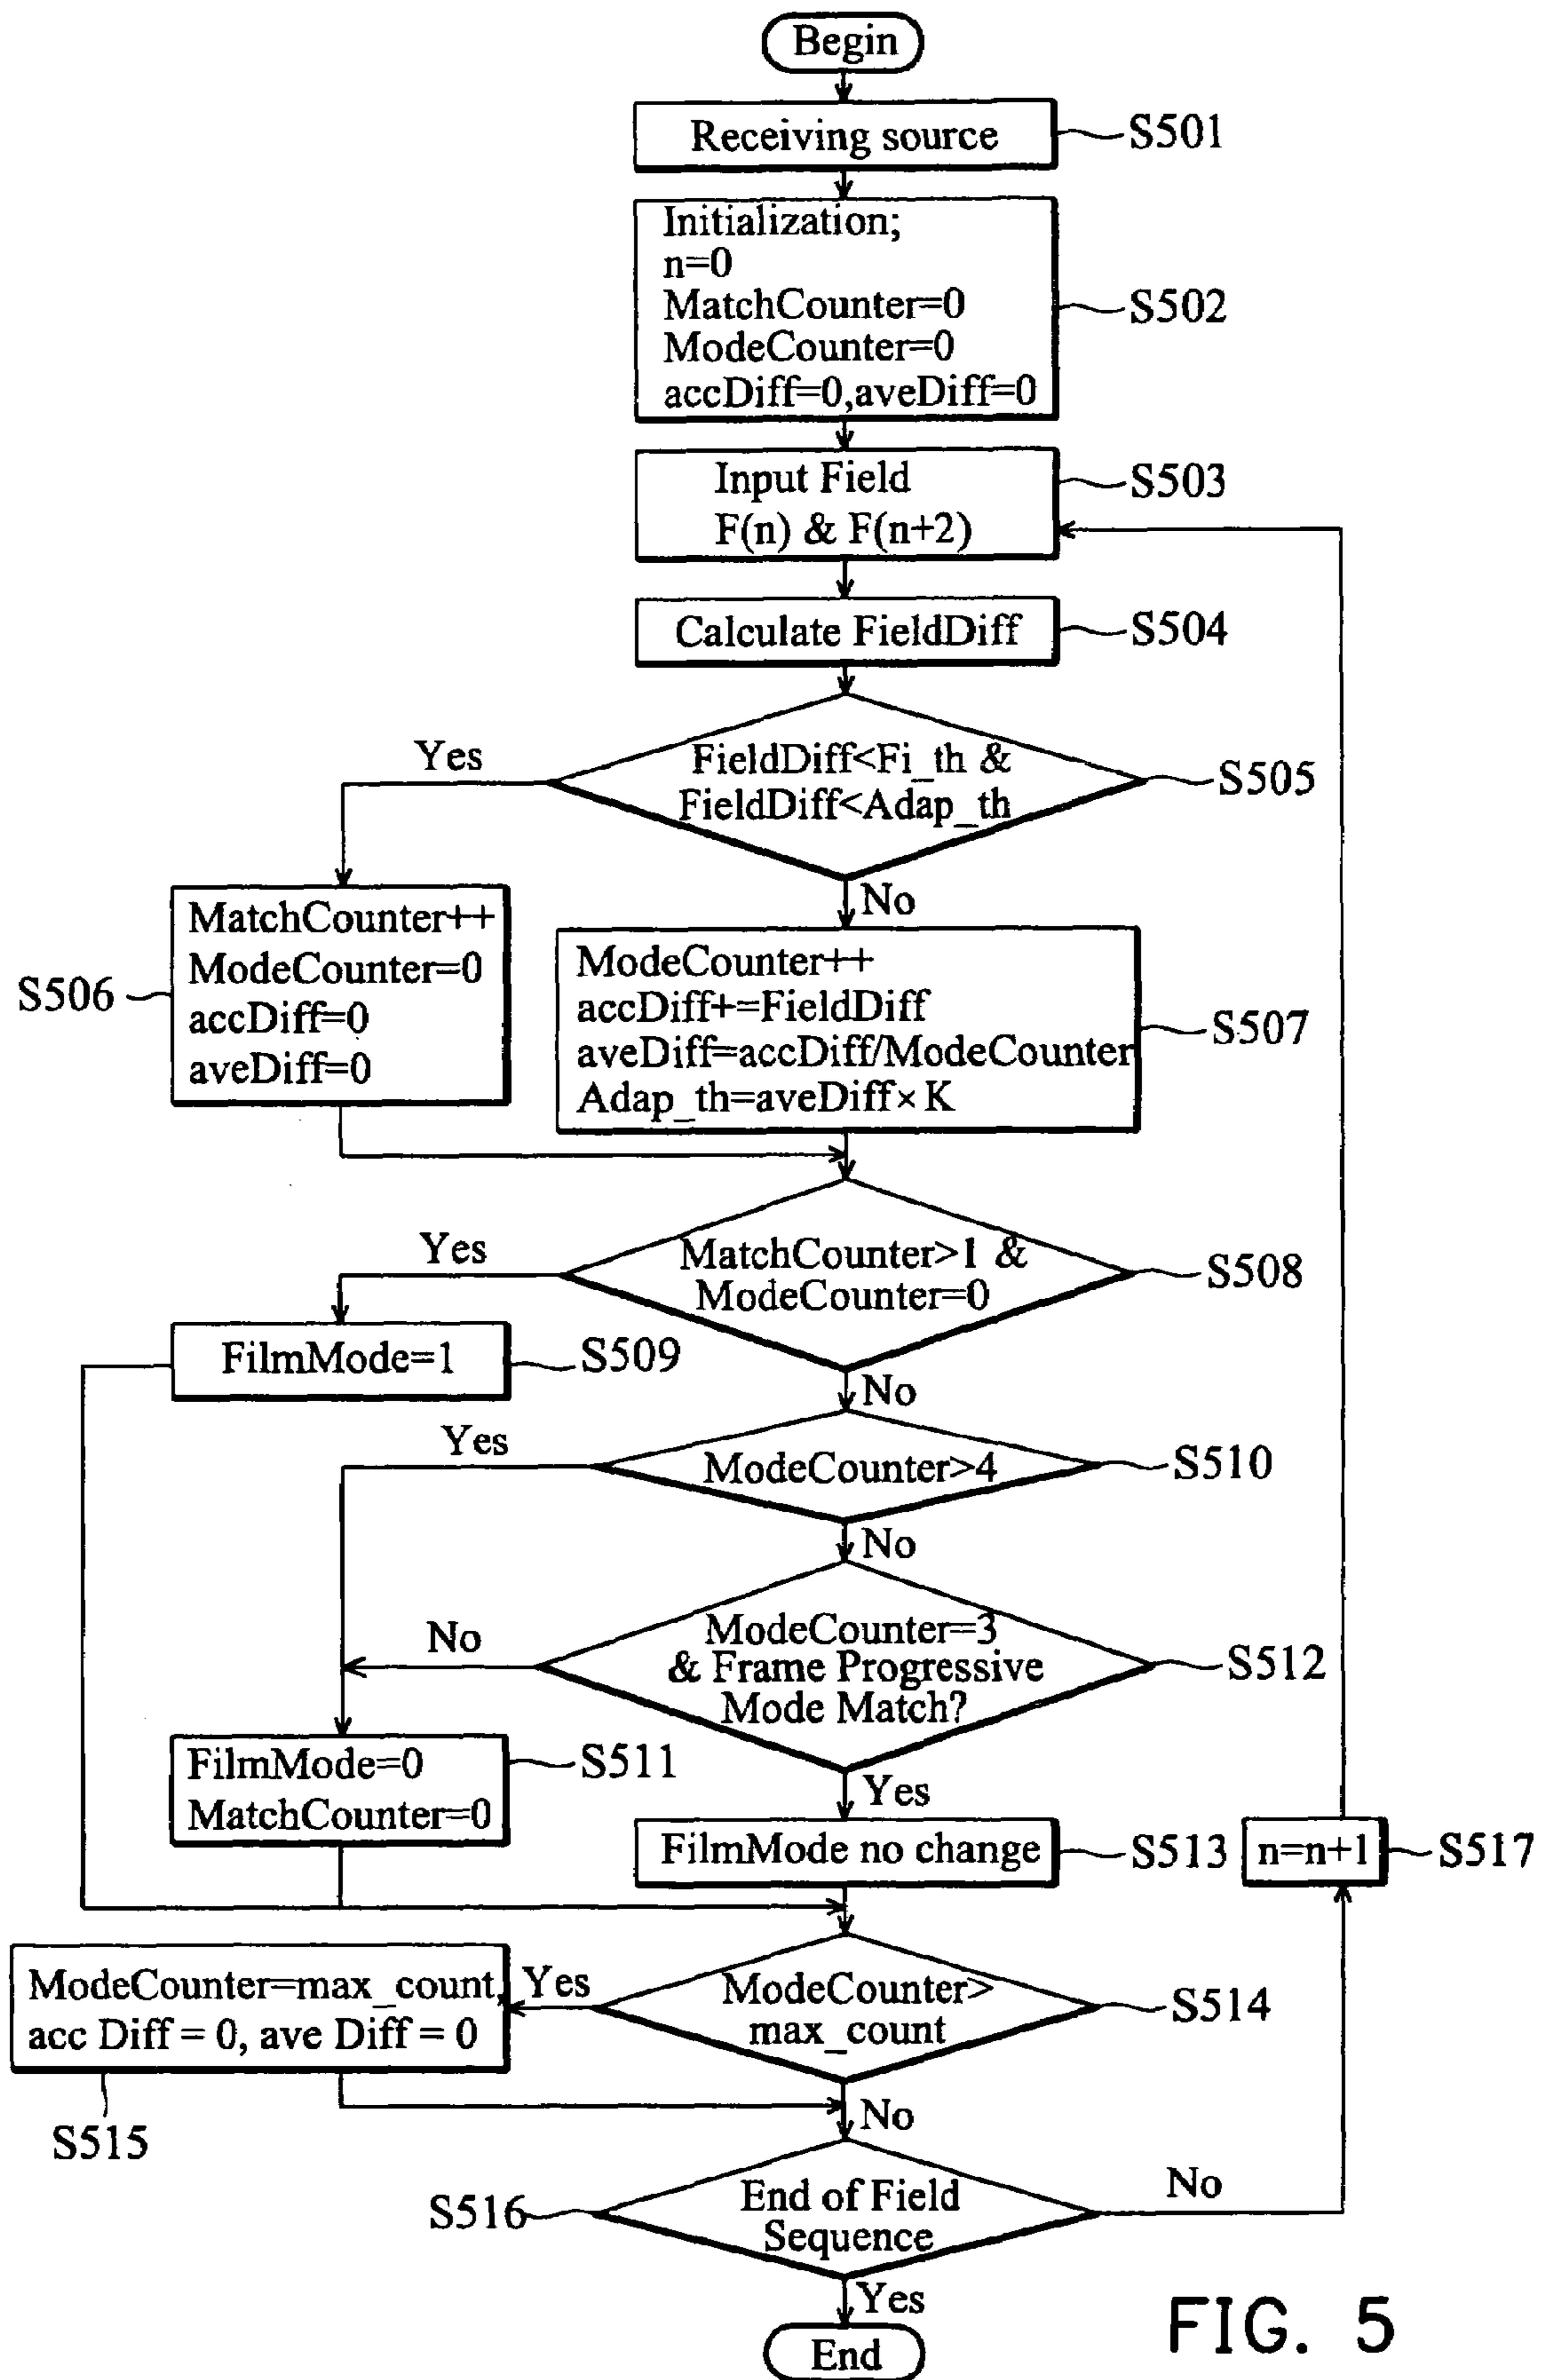 Begin
Receiving source
S501
Initialization;
n=0
MatchCounter=0
ModeCounter=0
accDiff=0,aveDiff=0
S502
Input Field
F(n) & F(n+2)
S503
Calculate FieldDiff
S504
Yes
FieldDiff<Fi_th &
FieldDiff<Adap_th
S505
No
MatchCounter++
ModeCounter=0
accDiff=0
aveDiff=0
S506
ModeCounter++
accDiff+=FieldDiff
aveDiff=accDiff/ModeCounter
Adap_th=aveDiff×K
S507
Yes
MatchCounter>1 &
ModeCounter=0
S508
FilmMode=1
S509
No
Yes
ModeCounter>4
S510
No
No
ModeCounter=3
& Frame Progressive
Mode Match?
S512
FilmMode=0
MatchCounter=0
S511
Yes
FilmMode no change
S513
n=n+1
S517
ModeCounter=max_count,
acc Diff = 0, ave Diff = 0
Yes
ModeCounter>
max_count
S514
S515
No
S516
End of Field
Sequence
No
Yes
End
FIG. 5